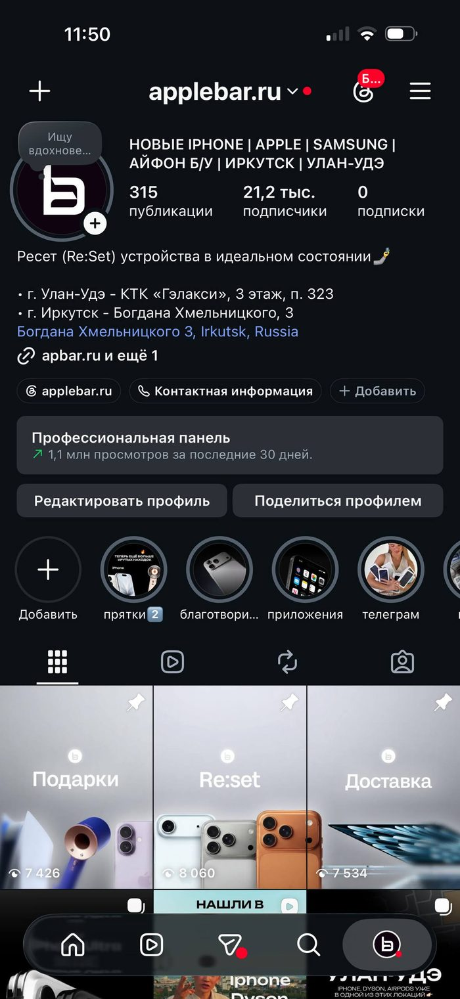 11:50
applebar.ru
Б...
Ищу
вдохнове...
НОВЫЕ IPHONE | APPLE | SAMSUNG |
АЙФОН Б/У | ИРКУТСК | УЛАН-УДЭ
315
21,2 тыс.
0
публикации
подписчики
подписки
Ресет (Re:Set) устройства в идеальном состоянии🤳
• г. Улан-Удэ - КТК «Гэлакси», 3 этаж, п. 323
• г. Иркутск - Богдана Хмельницкого, 3
Богдана Хмельницкого 3, Irkutsk, Russia
apbar.ru и ещё 1
applebar.ru
Контактная информация
+ Добавить
Профессиональная панель
1,1 млн просмотров за последние 30 дней.
Редактировать профиль
Поделиться профилем
ТЕПЕРЬ ЕЩЁ БОЛЬШЕ
КРУТЫХ НАХОДОК
iPhone
Добавить
прятки2️⃣
благотвори...
приложения
телеграм
Подарки
Re:set
Доставка
7 426
8 060
7 534
НАШЛИ В
Iphone
Dyson
УЛАН-УДЭ
IPHONE, DYSON, AIRPODS УЖЕ
В ОДНОЙ ИЗ ЭТИХ ЛОКАЦИЙ👉